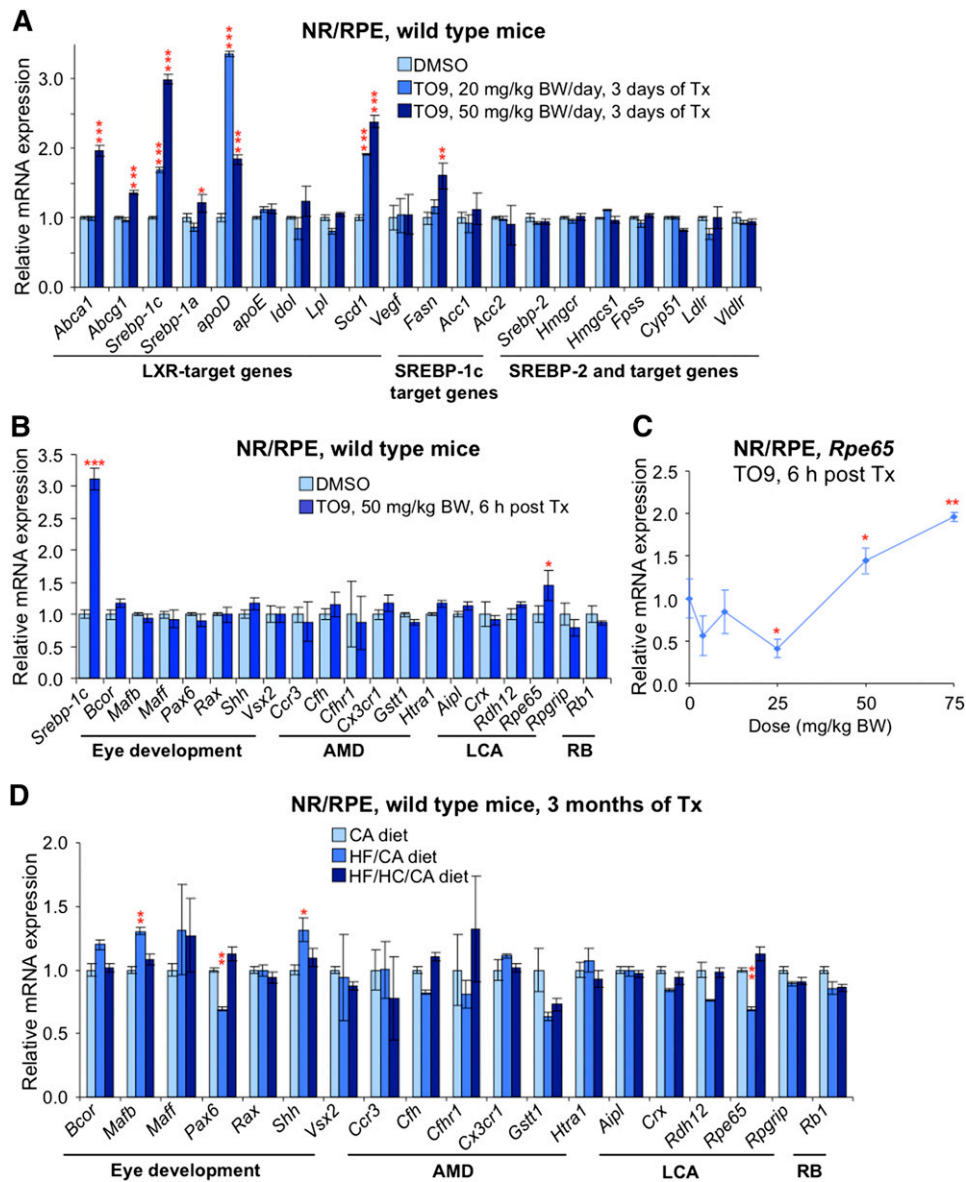 A
NR/RPE, wild type mice
DMSO
TO9, 20 mg/kg BW/day, 3 days of Tx
TO9, 50 mg/kg BW/day, 3 days of Tx
Relative mRNA expression
3.0
2.0
1.0
0.0
***
***
***
***
*
***
***
***
***
**
Abca1
Abcg1
Srebp-1c
Srebp-1a
apoD
apoE
Idol
Lpl
Scd1
Vegf
Fasn
Acc1
Acc2
Srebp-2
Hmgcr
Hmgcs1
Fpss
Cyp51
Ldlr
Vldlr
LXR-target genes
SREBP-1c
target genes
SREBP-2 and target genes
B
NR/RPE, wild type mice
DMSO
TO9, 50 mg/kg BW, 6 h post Tx
Relative mRNA expression
3.5
3.0
2.5
2.0
1.5
1.0
0.5
0.0
***
*
Srebp-1c
Bcor
Mafb
Maff
Pax6
Rax
Shh
Vsx2
Ccr3
Cfh
Cfhr1
Cx3cr1
Gstt1
Htra1
Aipl
Crx
Rdh12
Rpe65
Rpgrip
Rb1
Eye development
AMD
LCA
RB
C
NR/RPE, Rpe65
TO9, 6 h post Tx
Relative mRNA expression
2.5
2.0
1.5
1.0
0.5
0.0
*
*
**
0
25
50
75
Dose (mg/kg BW)
D
NR/RPE, wild type mice, 3 months of Tx
CA diet
HF/CA diet
HF/HC/CA diet
Relative mRNA expression
2.0
1.5
1.0
0.5
0.0
**
**
*
**
Bcor
Mafb
Maff
Pax6
Rax
Shh
Vsx2
Ccr3
Cfh
Cfhr1
Cx3cr1
Gstt1
Htra1
Aipl
Crx
Rdh12
Rpe65
Rpgrip
Rb1
Eye development
AMD
LCA
RB